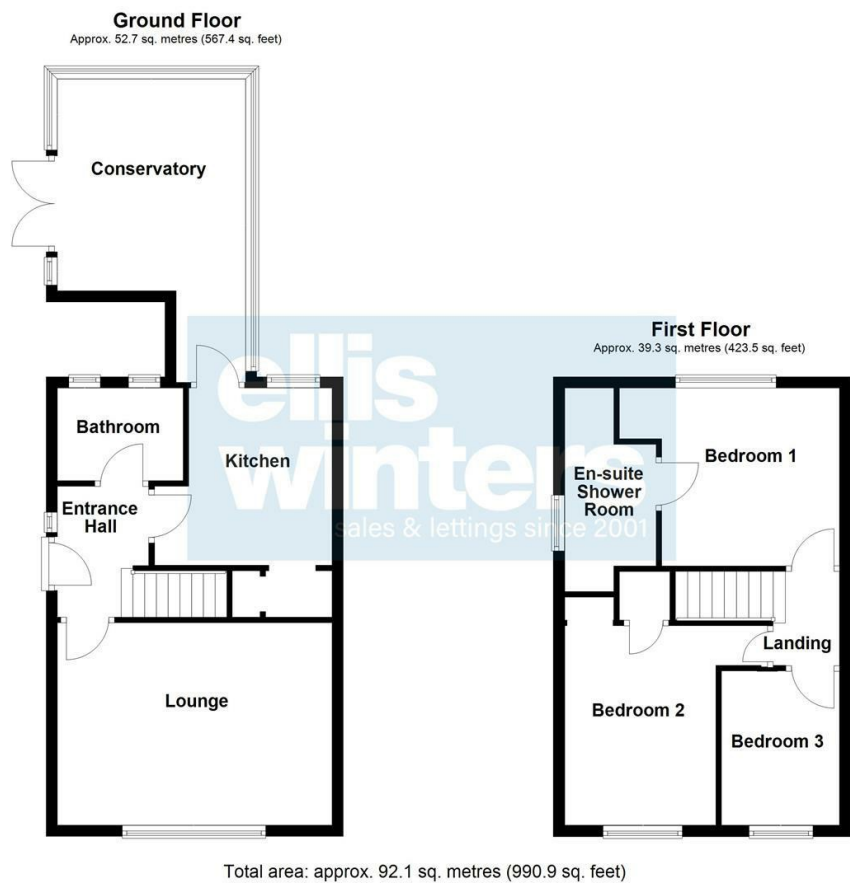 Ground Floor
Approx. 52.7 sq. metres (567.4 sq. feet)
Conservatory
Bathroom
Kitchen
Entrance
Hall
Lounge
First Floor
Approx. 39.3 sq. metres (423.5 sq. feet)
Bedroom 1
En-suite
Shower
Room
Landing
Bedroom 2
Bedroom 3
ellis
winters
sales & lettings since 2001
Total area: approx. 92.1 sq. metres (990.9 sq. feet)